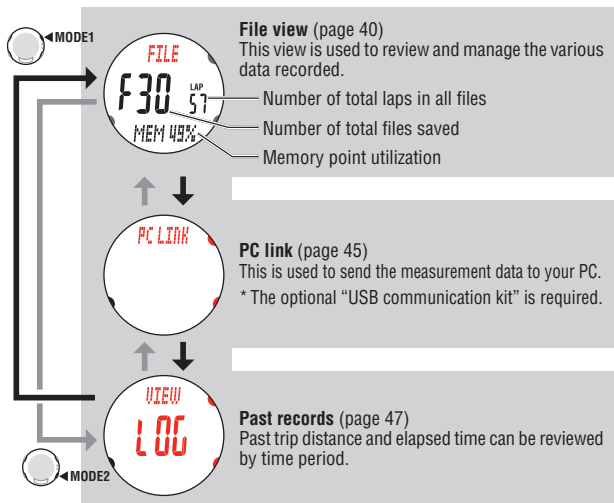 MODE1
FILE
F30
LAP
57
MEM 49%
File view (page 40)
This view is used to review and manage the various
data recorded.
Number of total laps in all files
Number of total files saved
Memory point utilization
PC LINK
PC link (page 45)
This is used to send the measurement data to your PC.
* The optional “USB communication kit” is required.
VIEW
LOG
Past records (page 47)
Past trip distance and elapsed time can be reviewed
by time period.
MODE2